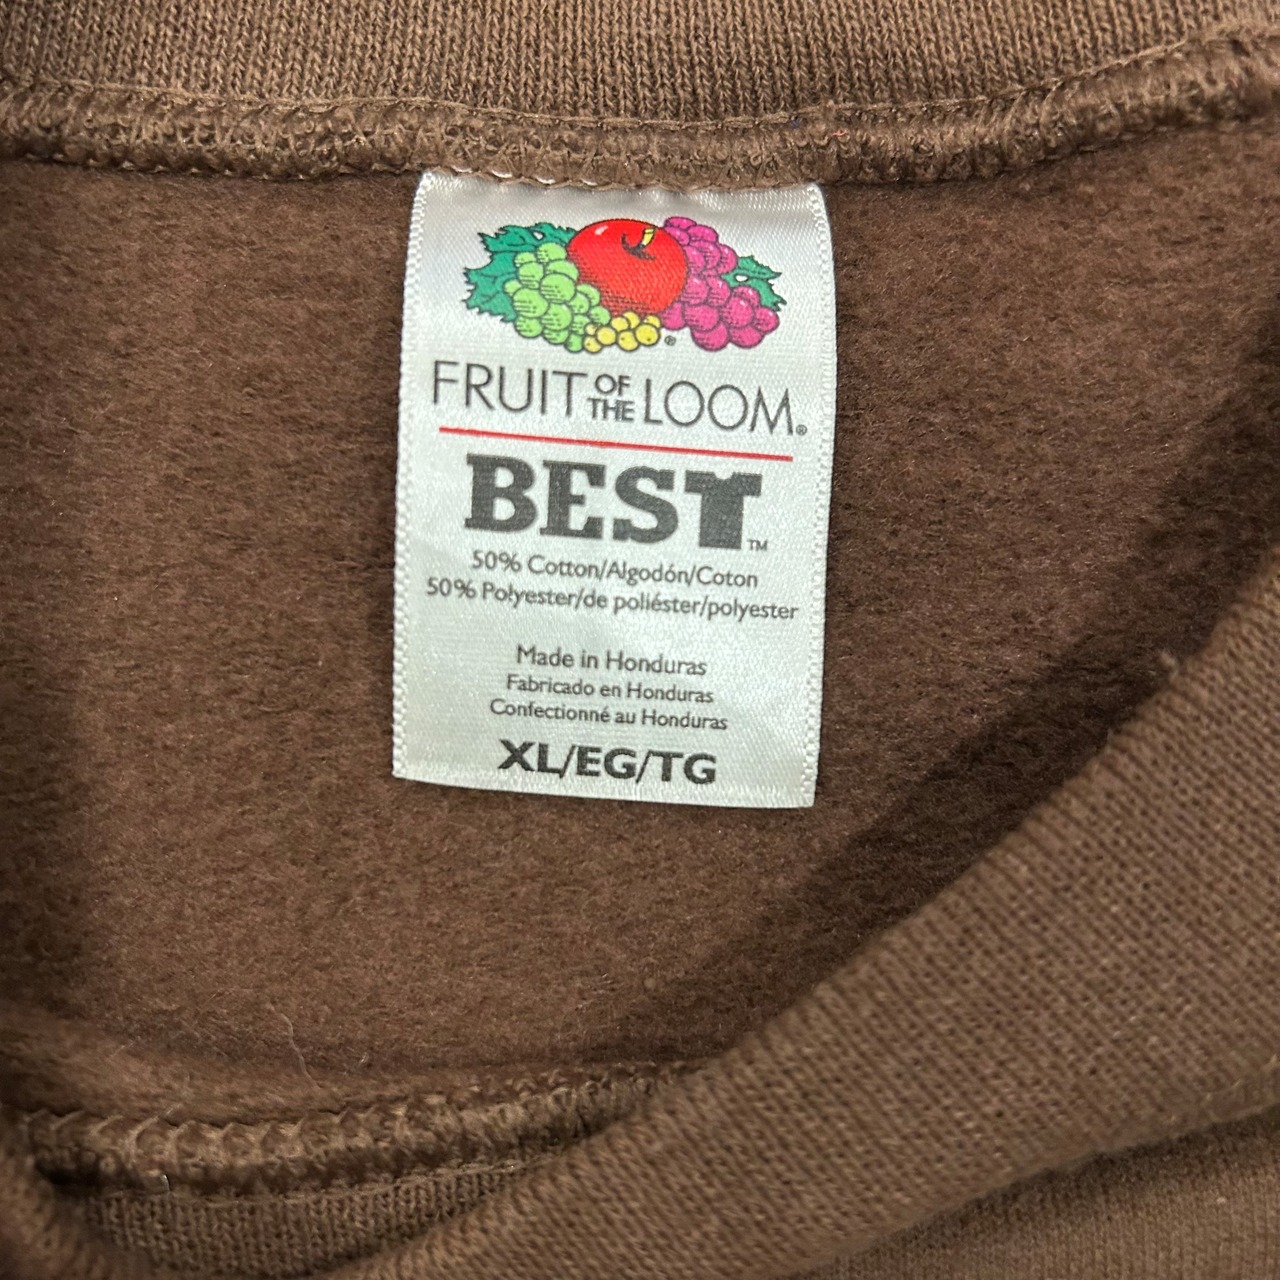 FRUIT OF THE LOOM®
BEST™
50% Cotton/Algodón/Coton
50% Polyester/de poliéster/polyester
Made in Honduras
Fabricado en Honduras
Confectionné au Honduras
XL/EG/TG